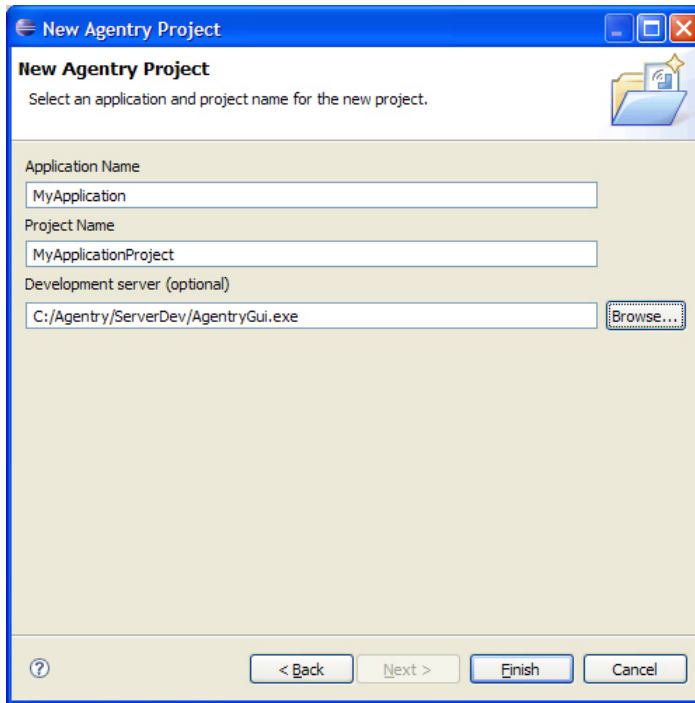 New Agentry Project
New Agentry Project
Select an application and project name for the new project.
Application Name
MyApplication
Project Name
MyApplicationProject
Development server (optional)
C:/Agentry/ServerDev/AgentryGui.exe
Browse...
? < Back Next > Finish Cancel